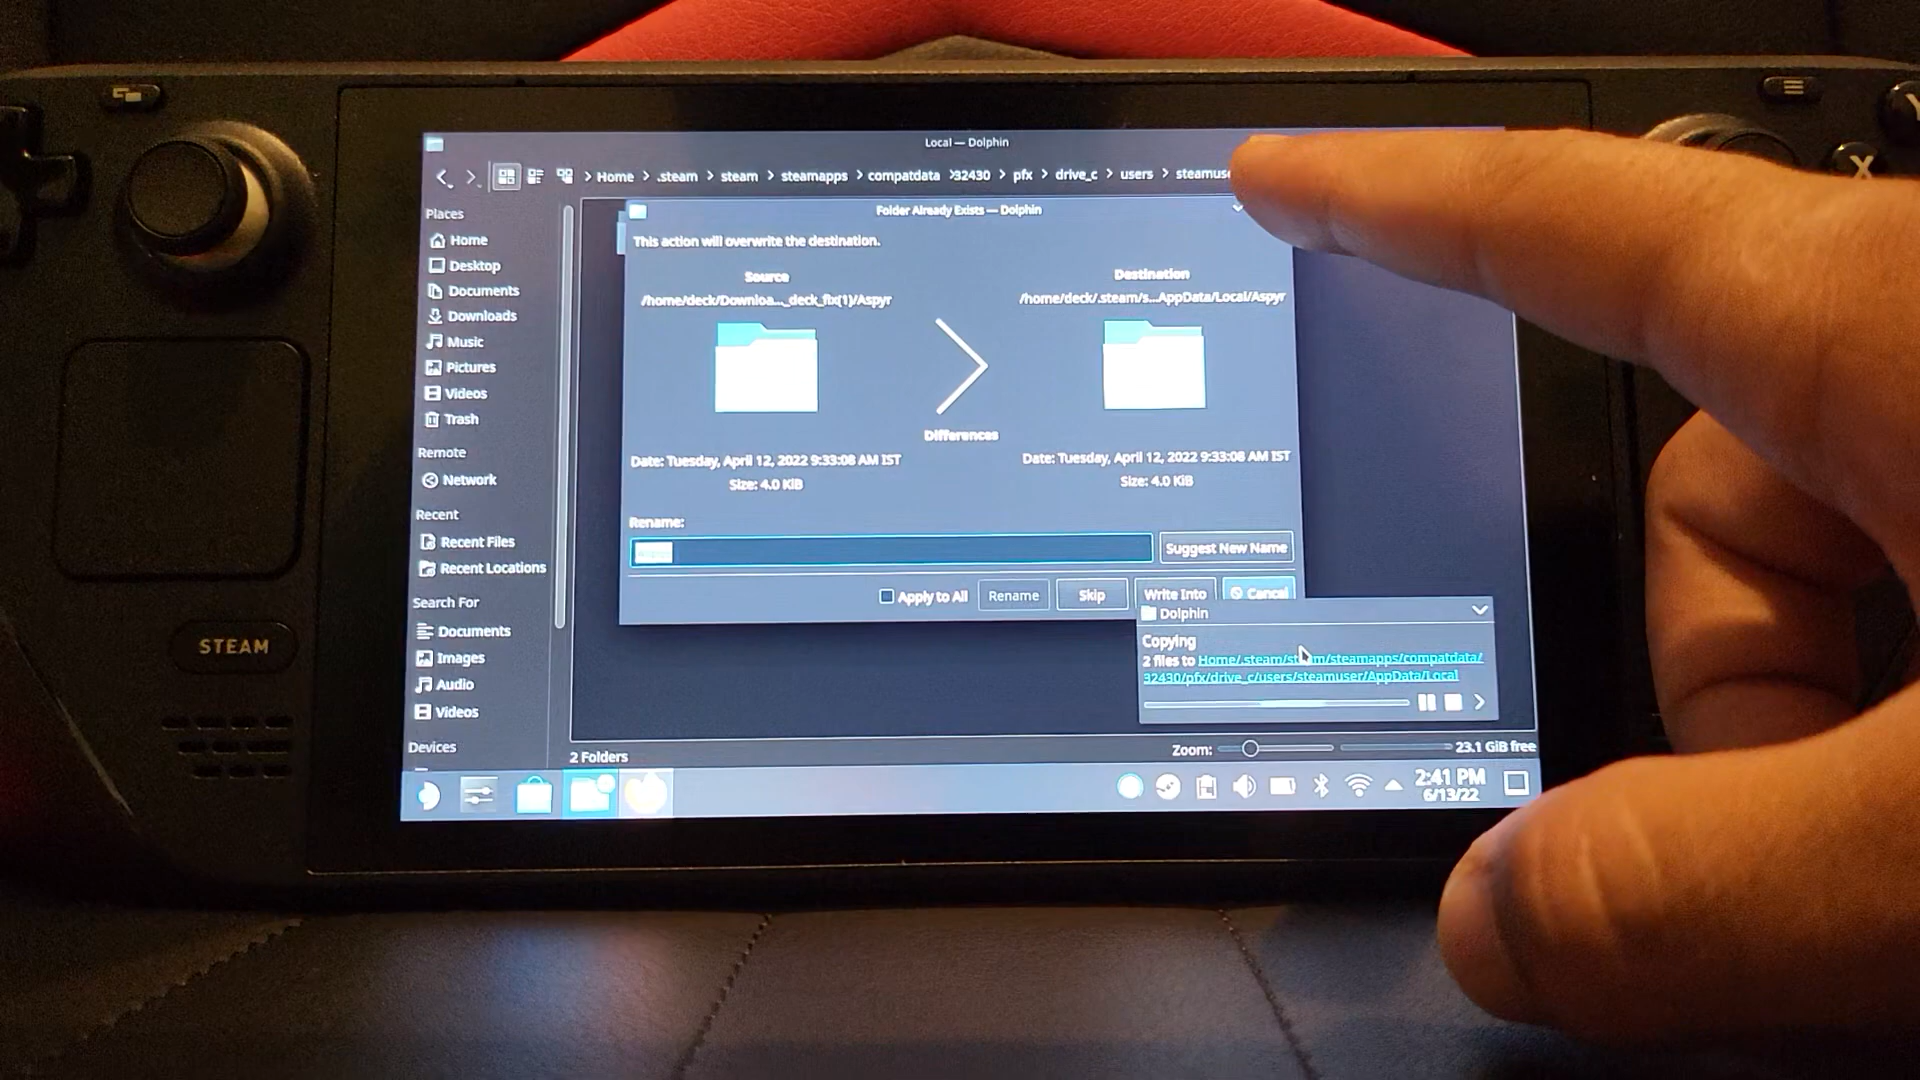 Local — Dolphin
Home > .steam > steam > steamapps > compatdata > 32430 > pfx > drive_c > users >
Places
Home
Desktop
Documents
Downloads
Music
Pictures
Videos
Trash
Remote
Network
Recent
Recent Files
Recent Locations
Search For
Documents
Images
Audio
Videos
Devices
Folder Already Exists — Dolphin
This action will overwrite the destination.
Source
/home/deck/Downloa..._deck_fix(1)/Aspyr
Destination
/home/deck/.steam/s...AppData/Local/Aspyr
Differences
Date: Tuesday, April 12, 2022 9:33:08 AM IST
Size: 4.0 KiB
Date: Tuesday, April 12, 2022 9:33:08 AM IST
Size: 4.0 KiB
Rename:
Suggest New Name
Apply to All
Rename
Skip
Write Into
Cancel
Dolphin
Copying
2 files to Home/.steam/steam/steamapps/compatdata/
32430/pfx/drive_c/users/steamuser/AppData/Local
2 Folders
Zoom:
23.1 GiB free
2:41 PM
6/13/22
STEAM
X
Y